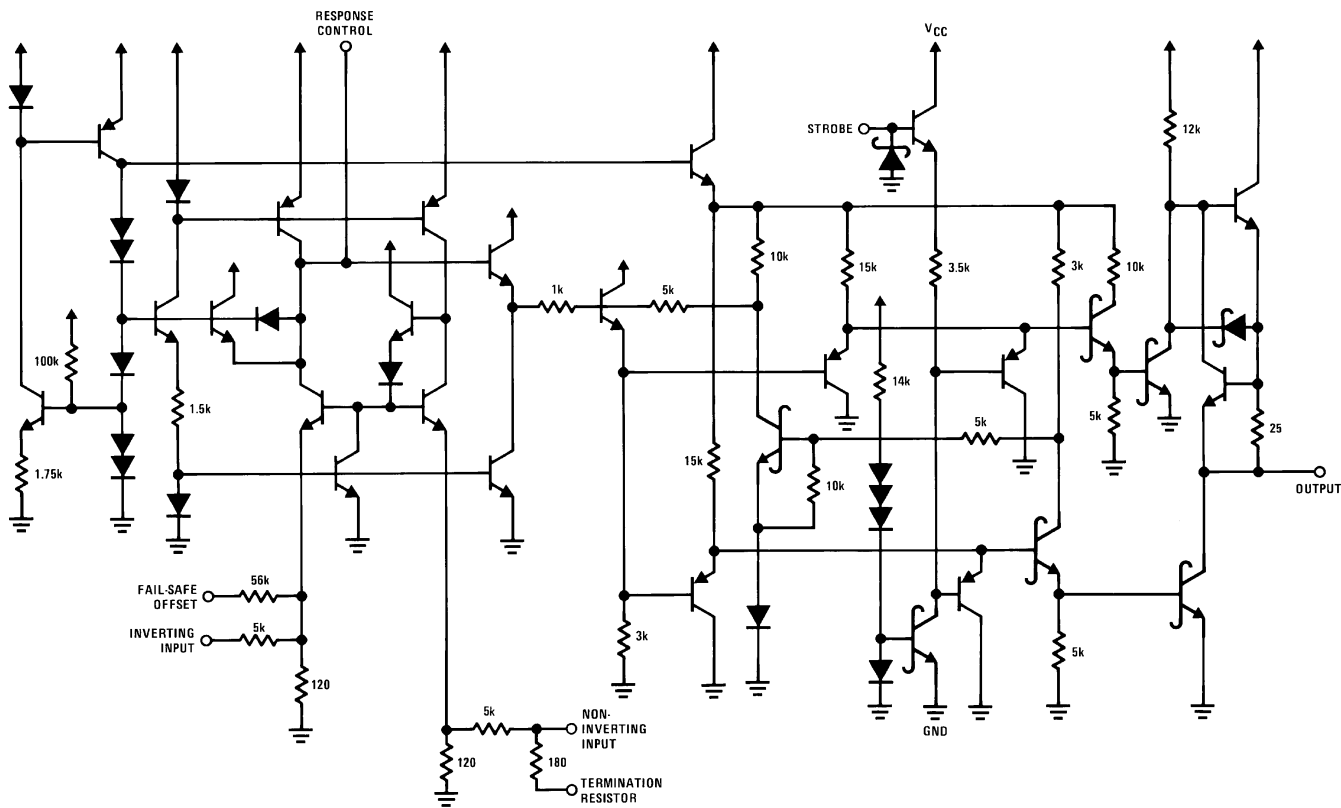 RESPONSE
CONTROL
VCC
STROBE
12k
10k
15k
3.5k
3k
10k
1k
5k
100k
14k
1.5k
5k
5k
25
1.75k
15k
10k
OUTPUT
FAIL-SAFE
OFFSET
56k
INVERTING
INPUT
5k
3k
5k
120
5k
NON-
INVERTING
INPUT
GND
120
180
TERMINATION
RESISTOR